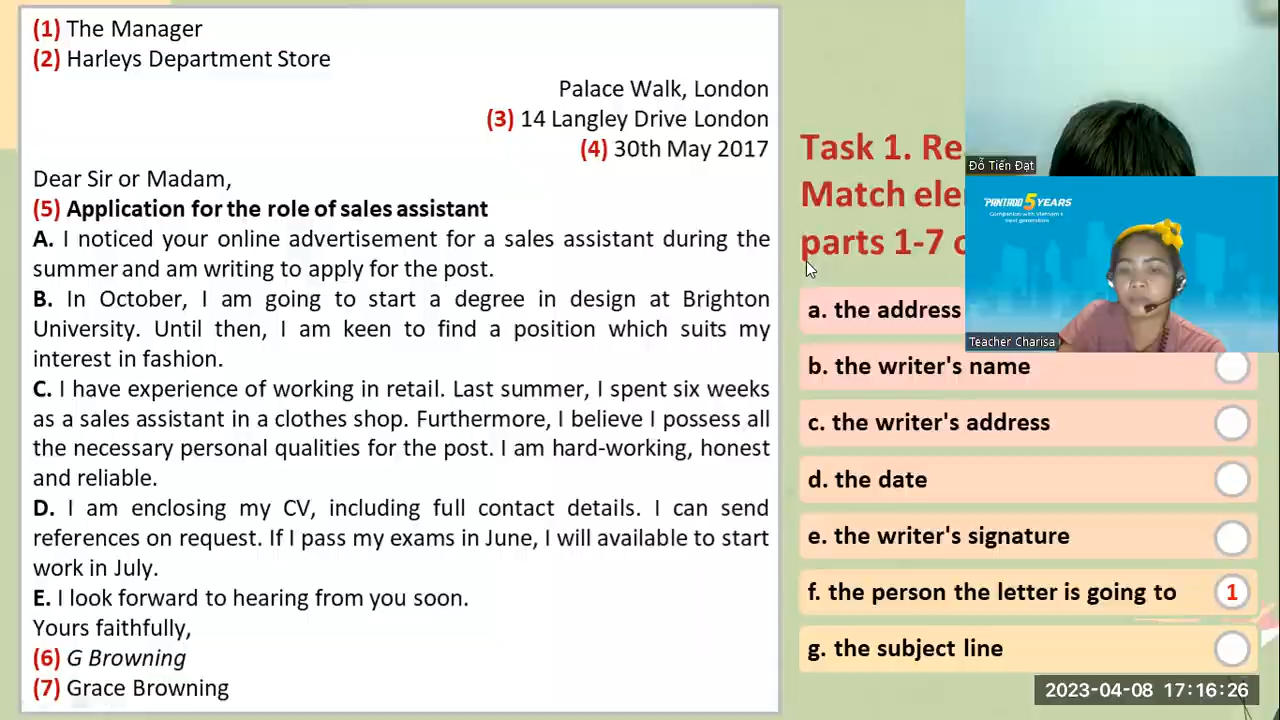 (1) The Manager
(2) Harleys Department Store
Palace Walk, London
(3) 14 Langley Drive London
(4) 30th May 2017
Dear Sir or Madam,
(5) Application for the role of sales assistant
A. I noticed your online advertisement for a sales assistant during the
summer and am writing to apply for the post.
B. In October, I am going to start a degree in design at Brighton
University. Until then, I am keen to find a position which suits my
interest in fashion.
C. I have experience of working in retail. Last summer, I spent six weeks
as a sales assistant in a clothes shop. Furthermore, I believe I possess all
the necessary personal qualities for the post. I am hard-working, honest
and reliable.
D. I am enclosing my CV, including full contact details. I can send
references on request. If I pass my exams in June, I will available to start
work in July.
E. I look forward to hearing from you soon.
Yours faithfully,
(6) G Browning
(7) Grace Browning
Task 1. Re
Match ele
parts 1-7
a. the address
b. the writer's name
c. the writer's address
d. the date
e. the writer's signature
f. the person the letter is going to 1
g. the subject line
Đỗ Tiến Đạt
PANTADO 5 YEARS
Companion with Vietnam's
next generation
Teacher Charisa
2023-04-08 17:16:26